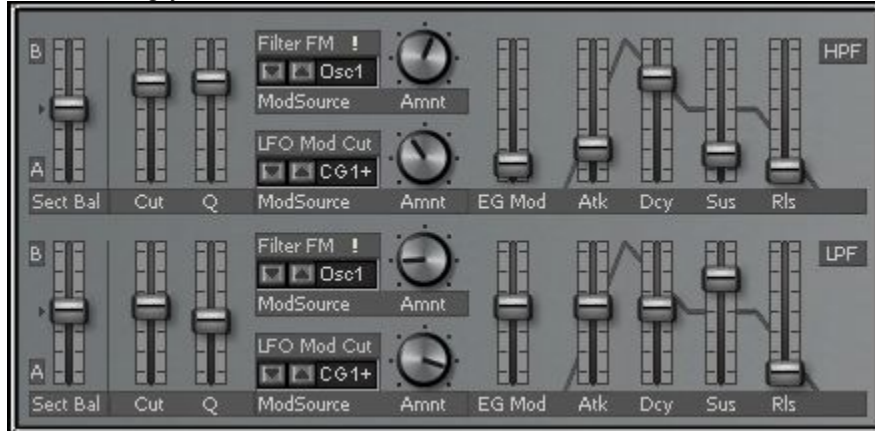 B
Filter FM !
HPF
Osc1
ModSource Amnt
LFO Mod Cut
A
CG1+
Sect Bal Cut Q ModSource Amnt EG Mod Atk Dcy Sus Rls
B
Filter FM !
LPF
Osc1
ModSource Amnt
LFO Mod Cut
A
CG1+
Sect Bal Cut Q ModSource Amnt EG Mod Atk Dcy Sus Rls